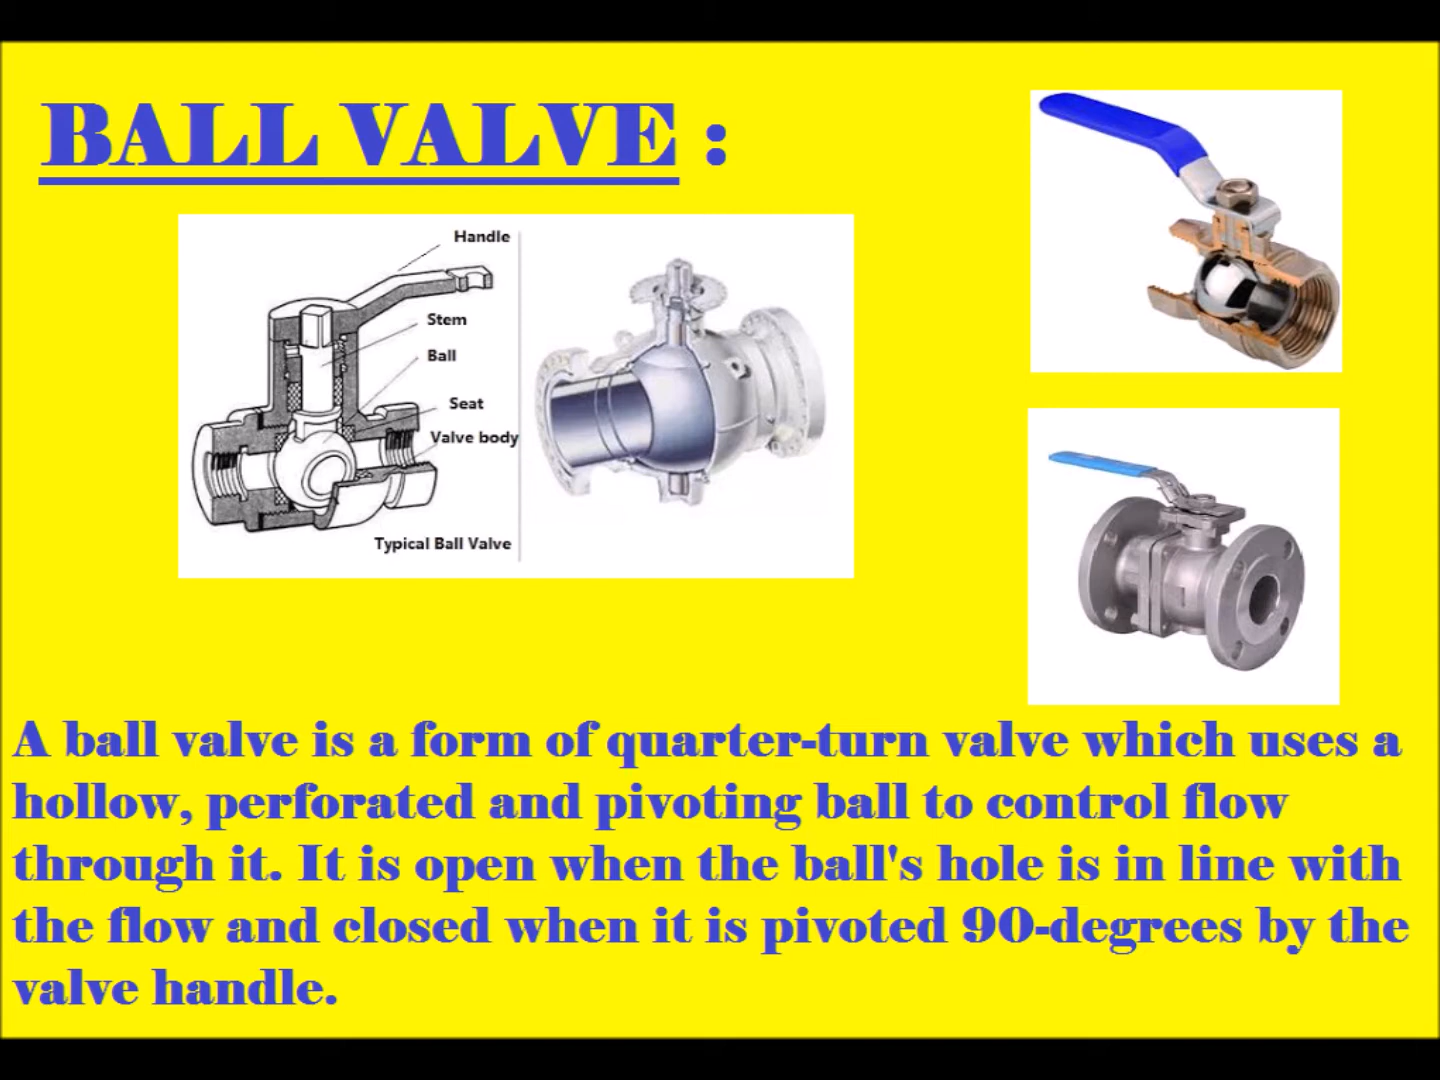 BALL VALVE :
Handle
Stem
Ball
Seat
Valve body
Typical Ball Valve
A ball valve is a form of quarter-turn valve which uses a
hollow, perforated and pivoting ball to control flow
through it. It is open when the ball's hole is in line with
the flow and closed when it is pivoted 90-degrees by the
valve handle.